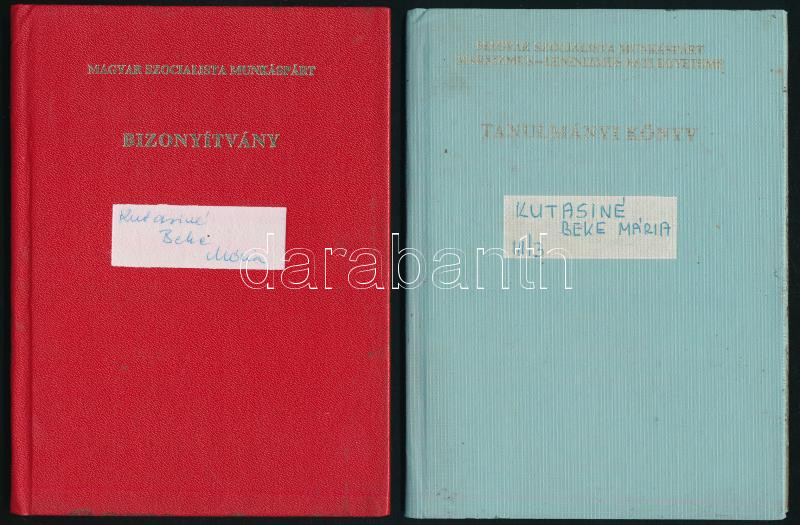 MAGYAR SZOCIALISTA MUNKÁSPÁRT
BIZONYÍTVÁNY
Kutasiné
Beke
Mária
MAGYAR SZOCIALISTA MUNKÁSPÁRT
MARXIZMUS–LENINIZMUS ESTI EGYETEME
TANULMÁNYI KÖNYV
KUTASINÉ
BEKE MÁRIA
darabanth